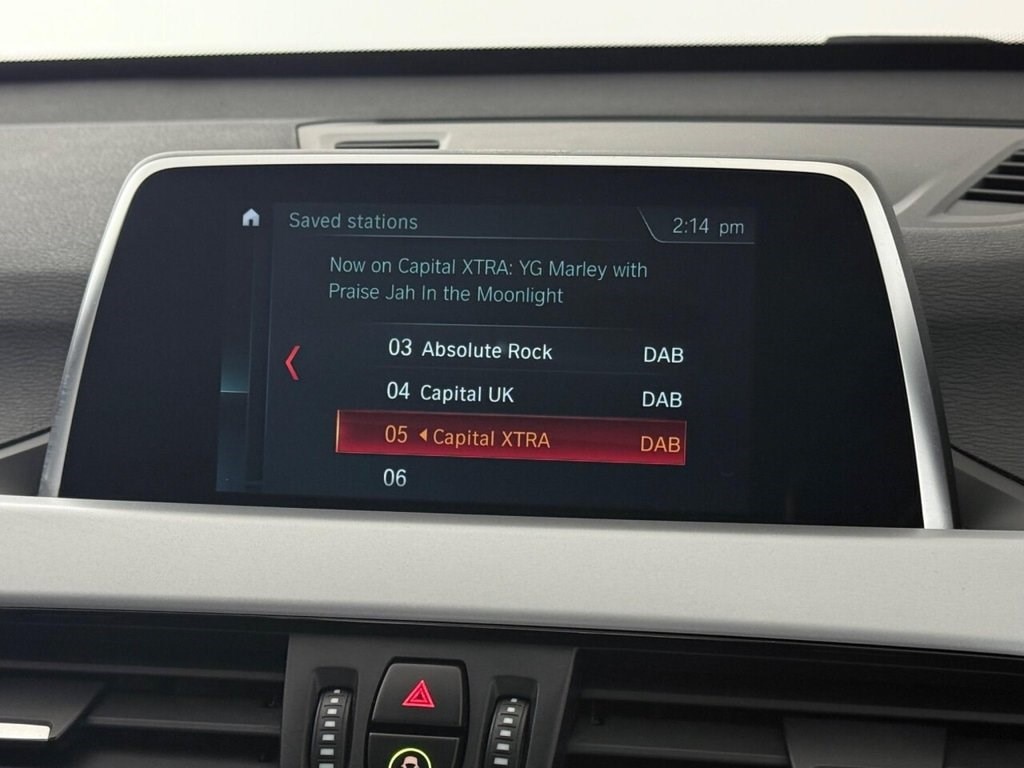 Saved stations
2:14 pm
Now on Capital XTRA: YG Marley with
Praise Jah In the Moonlight
03 Absolute Rock DAB
04 Capital UK DAB
05 Capital XTRA DAB
06